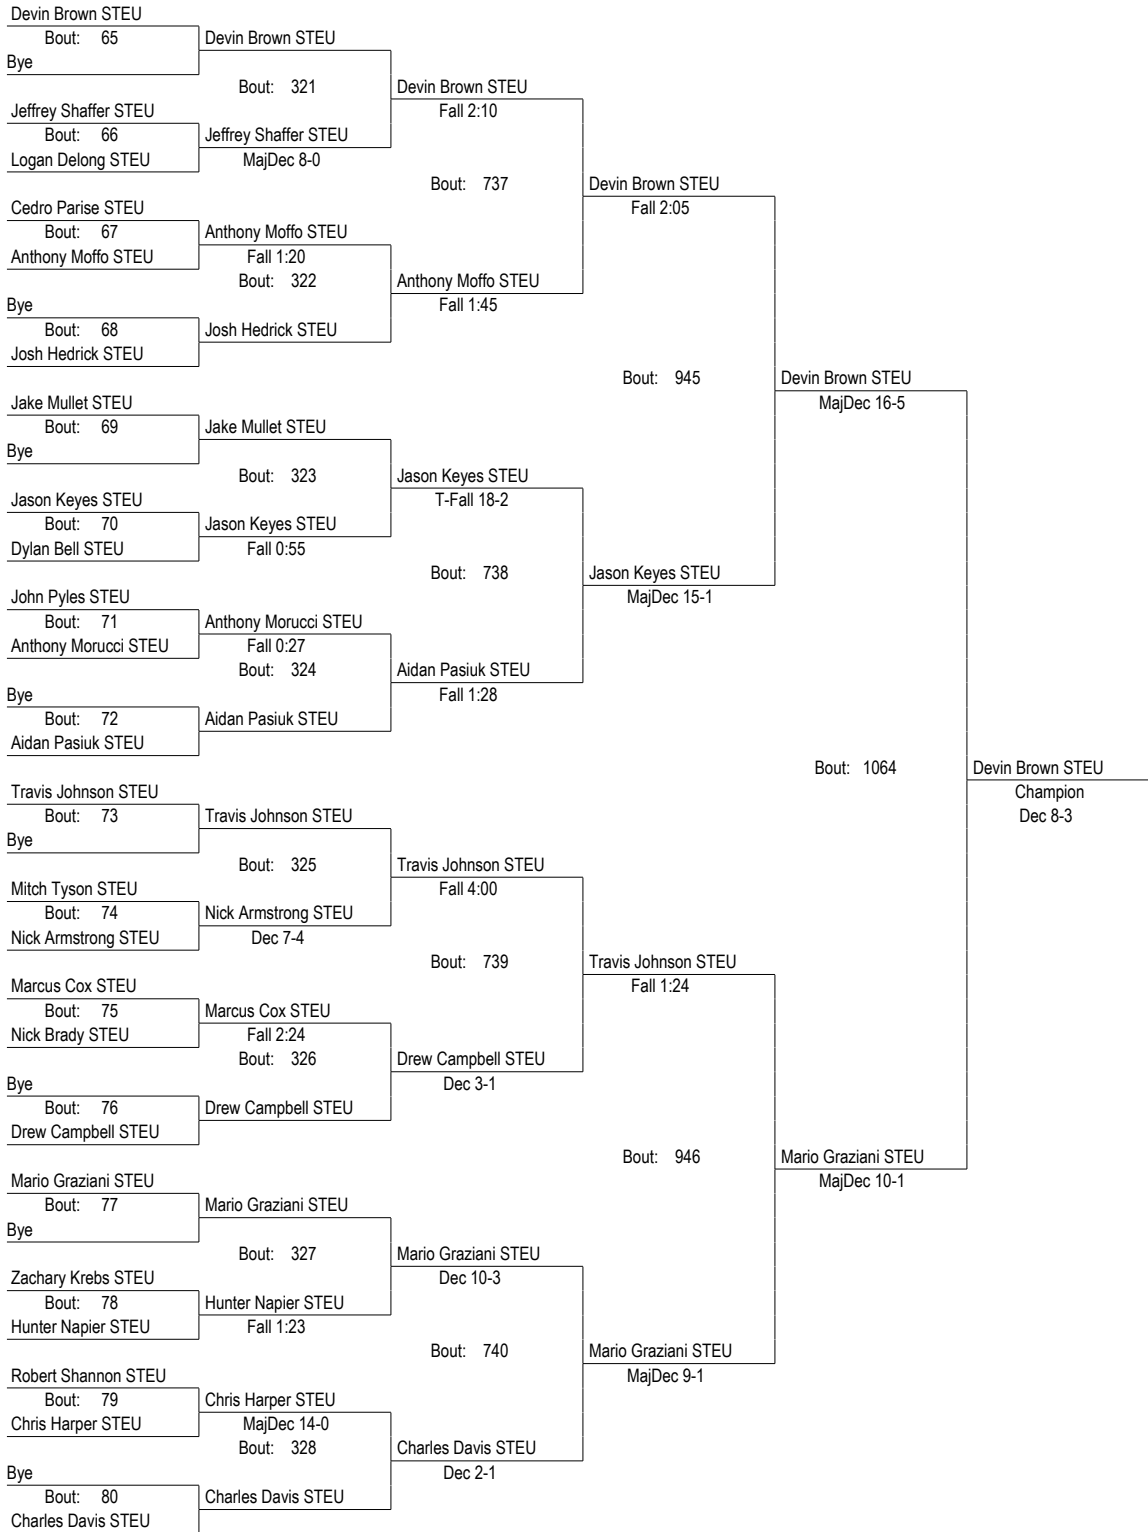 Devin Brown STEU
Bout: 65
Devin Brown STEU
Bye
Bout: 321
Devin Brown STEU
Jeffrey Shaffer STEU
Fall 2:10
Bout: 66
Jeffrey Shaffer STEU
Logan Delong STEU
MajDec 8-0
Bout: 737
Devin Brown STEU
Cedro Parise STEU
Fall 2:05
Bout: 67
Anthony Moffo STEU
Anthony Moffo STEU
Fall 1:20
Bout: 322
Anthony Moffo STEU
Bye
Fall 1:45
Bout: 68
Josh Hedrick STEU
Josh Hedrick STEU
Bout: 945
Devin Brown STEU
Jake Mullet STEU
MajDec 16-5
Bout: 69
Jake Mullet STEU
Bye
Bout: 323
Jason Keyes STEU
Jason Keyes STEU
T-Fall 18-2
Bout: 70
Jason Keyes STEU
Dylan Bell STEU
Fall 0:55
Bout: 738
Jason Keyes STEU
John Pyles STEU
MajDec 15-1
Bout: 71
Anthony Morucci STEU
Anthony Morucci STEU
Fall 0:27
Bout: 324
Aidan Pasiuk STEU
Bye
Fall 1:28
Bout: 72
Aidan Pasiuk STEU
Aidan Pasiuk STEU
Bout: 1064
Devin Brown STEU
Travis Johnson STEU
Champion
Bout: 73
Travis Johnson STEU
Dec 8-3
Bye
Bout: 325
Travis Johnson STEU
Mitch Tyson STEU
Fall 4:00
Bout: 74
Nick Armstrong STEU
Nick Armstrong STEU
Dec 7-4
Bout: 739
Travis Johnson STEU
Marcus Cox STEU
Fall 1:24
Bout: 75
Marcus Cox STEU
Nick Brady STEU
Fall 2:24
Bout: 326
Drew Campbell STEU
Bye
Dec 3-1
Bout: 76
Drew Campbell STEU
Drew Campbell STEU
Bout: 946
Mario Graziani STEU
Mario Graziani STEU
MajDec 10-1
Bout: 77
Mario Graziani STEU
Bye
Bout: 327
Mario Graziani STEU
Zachary Krebs STEU
Dec 10-3
Bout: 78
Hunter Napier STEU
Hunter Napier STEU
Fall 1:23
Bout: 740
Mario Graziani STEU
Robert Shannon STEU
MajDec 9-1
Bout: 79
Chris Harper STEU
Chris Harper STEU
MajDec 14-0
Bout: 328
Charles Davis STEU
Bye
Dec 2-1
Bout: 80
Charles Davis STEU
Charles Davis STEU